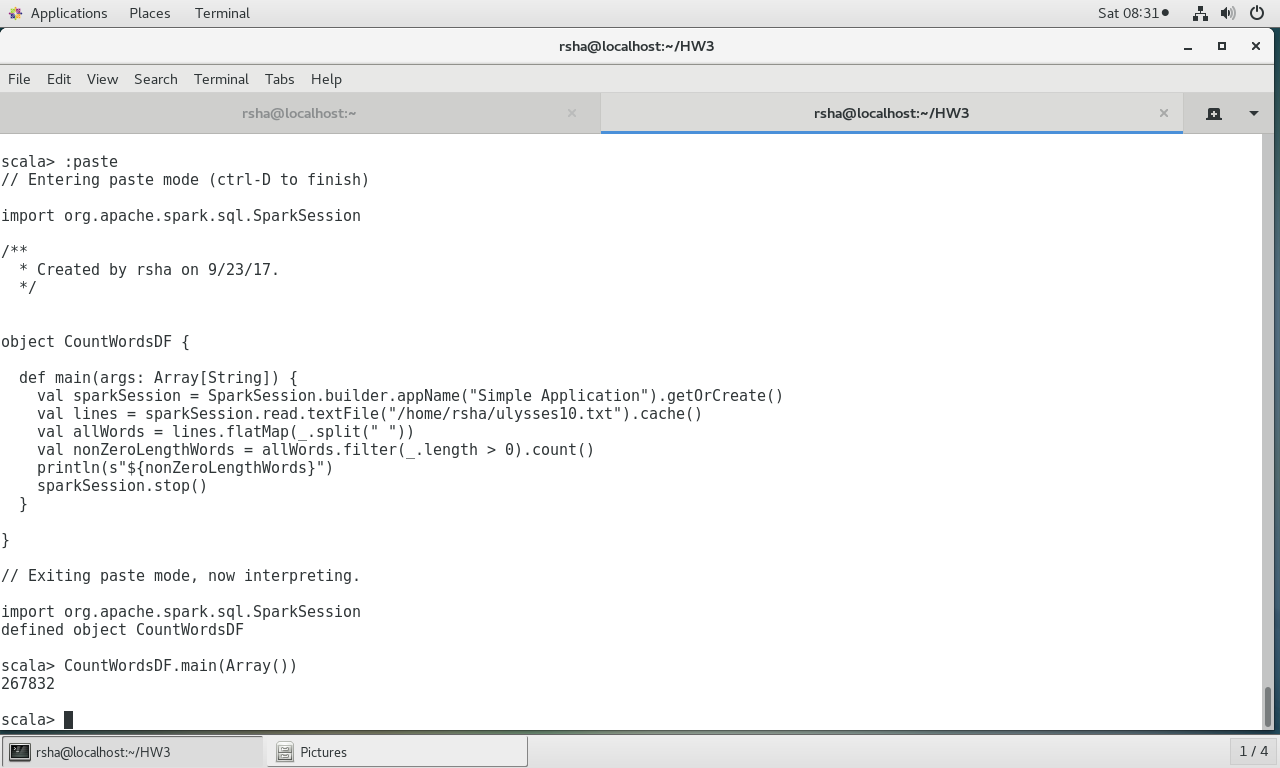 Applications Places Terminal Sat 08:31●
rsha@localhost:~/HW3
File Edit View Search Terminal Tabs Help
rsha@localhost:~ × rsha@localhost:~/HW3 ×
scala> :paste
// Entering paste mode (ctrl-D to finish)
import org.apache.spark.sql.SparkSession
/**
  * Created by rsha on 9/23/17.
  */
object CountWordsDF {
  def main(args: Array[String]) {
    val sparkSession = SparkSession.builder.appName("Simple Application").getOrCreate()
    val lines = sparkSession.read.textFile("/home/rsha/ulysses10.txt").cache()
    val allWords = lines.flatMap(_.split(" "))
    val nonZeroLengthWords = allWords.filter(_.length > 0).count()
    println(s"${nonZeroLengthWords}")
    sparkSession.stop()
  }
}
// Exiting paste mode, now interpreting.
import org.apache.spark.sql.SparkSession
defined object CountWordsDF
scala> CountWordsDF.main(Array())
267832
scala>
rsha@localhost:~/HW3 Pictures 1 / 4